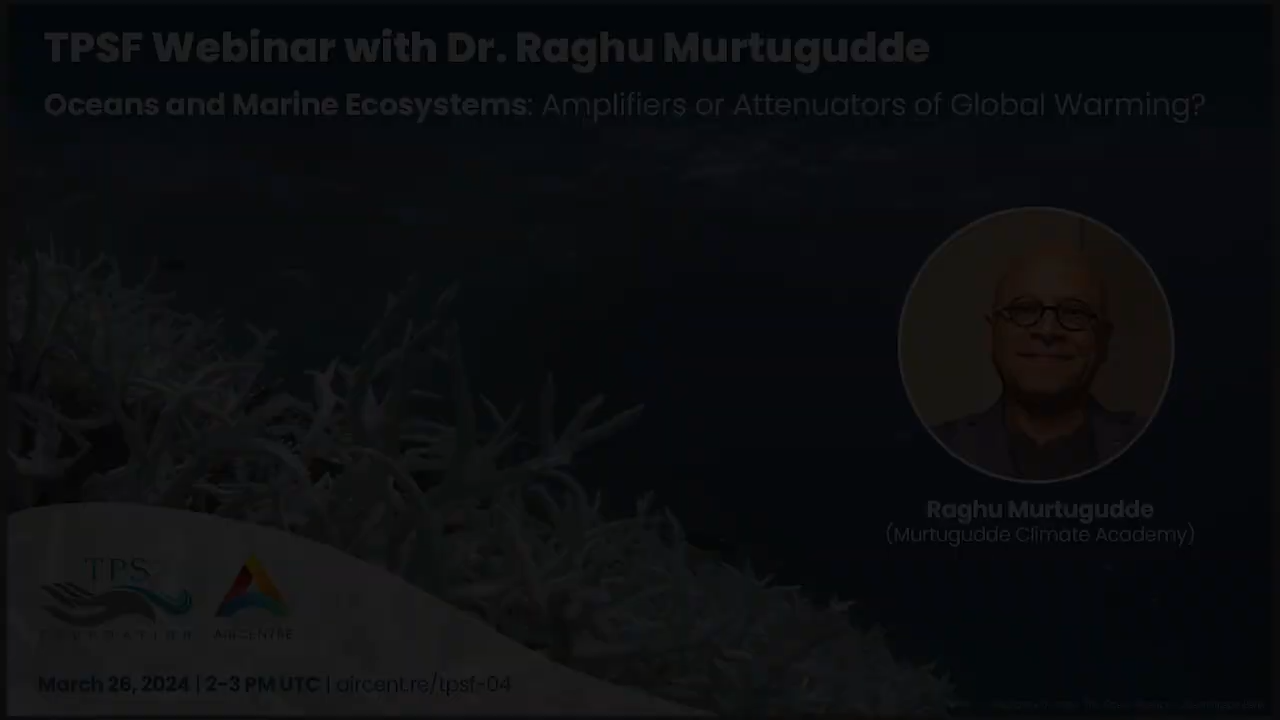 TPSF Webinar with Dr. Raghu Murtugudde
Oceans and Marine Ecosystems: Amplifiers or Attenuators of Global Warming?
Raghu Murtugudde
(Murtugudde Climate Academy)
TPS
FOUNDATION
AIRCENTRE
March 26, 2024 | 2-3 PM UTC | aircent.re/tpsf-04